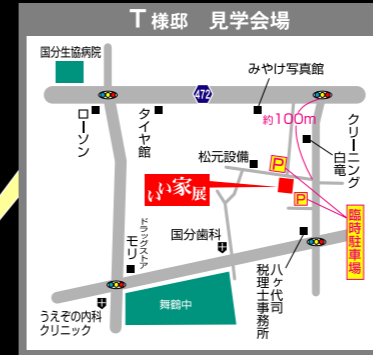 T様邸 見学会場
国分生協病院
472
みやけ写真館
ローソン
タイヤ館
約100m
クリーニング
白竜
松元設備
P
いい家展
P
臨時駐車場
ドラッグストア
モリ
国分歯科
八ケ代司
税理士事務所
うえぞの内科
クリニック
舞鶴中